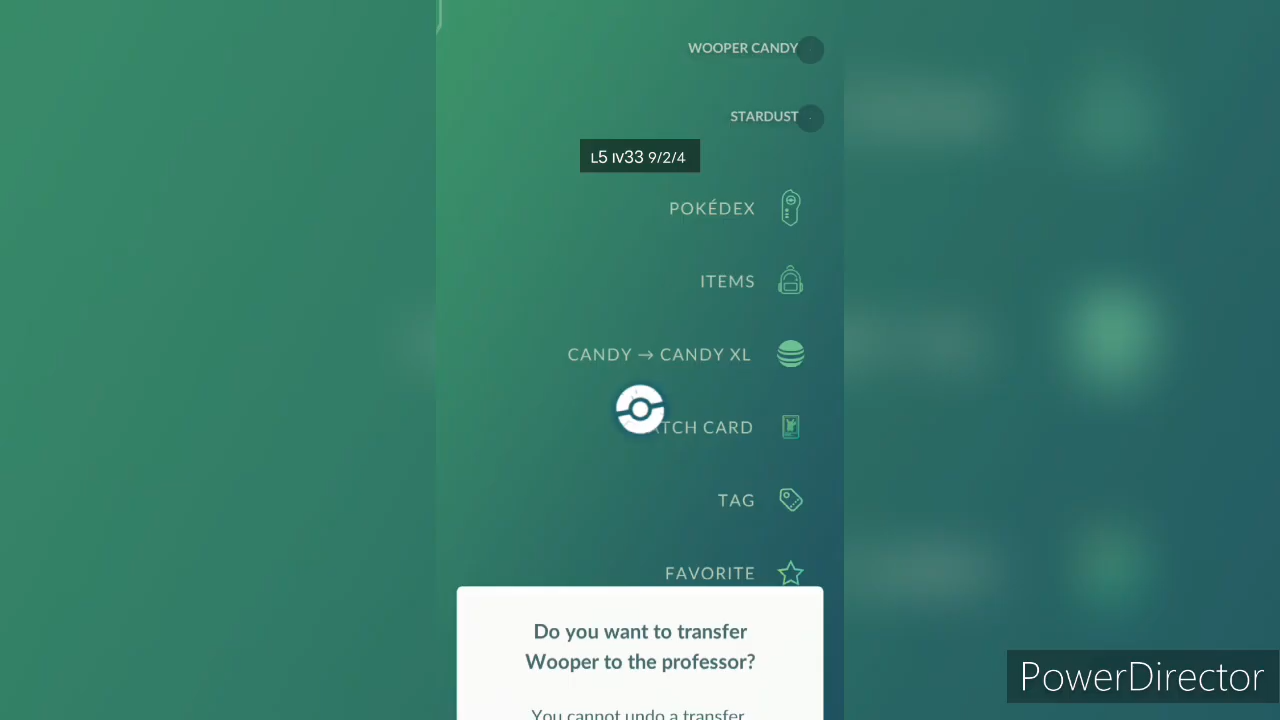 WOOPER CANDY
STARDUST
L5 IV33 9/2/4
POKÉDEX
ITEMS
CANDY → CANDY XL
ATCH CARD
TAG
FAVORITE
Do you want to transfer
Wooper to the professor?
You cannot undo a transfer.
PowerDirector